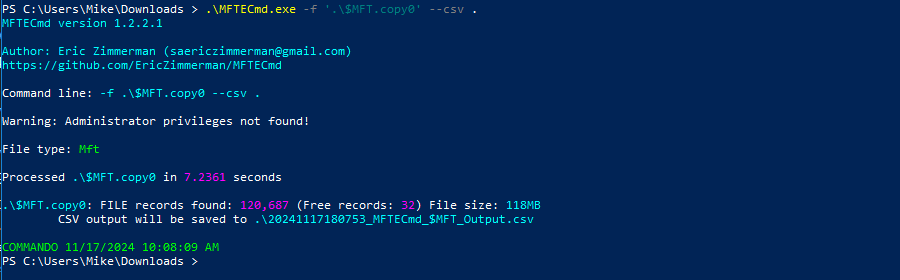 PS C:\Users\Mike\Downloads > .\MFTECmd.exe -f '.\$MFT.copy0' --csv .
MFTECmd version 1.2.2.1
Author: Eric Zimmerman (saericzimmerman@gmail.com)
https://github.com/EricZimmerman/MFTECmd
Command line: -f .\$MFT.copy0 --csv .
Warning: Administrator privileges not found!
File type: Mft
Processed .\$MFT.copy0 in 7.2361 seconds
.\$MFT.copy0: FILE records found: 120,687 (Free records: 32) File size: 118MB
CSV output will be saved to .\20241117180753_MFTECmd_$MFT_Output.csv
COMMANDO 11/17/2024 10:08:09 AM
PS C:\Users\Mike\Downloads >